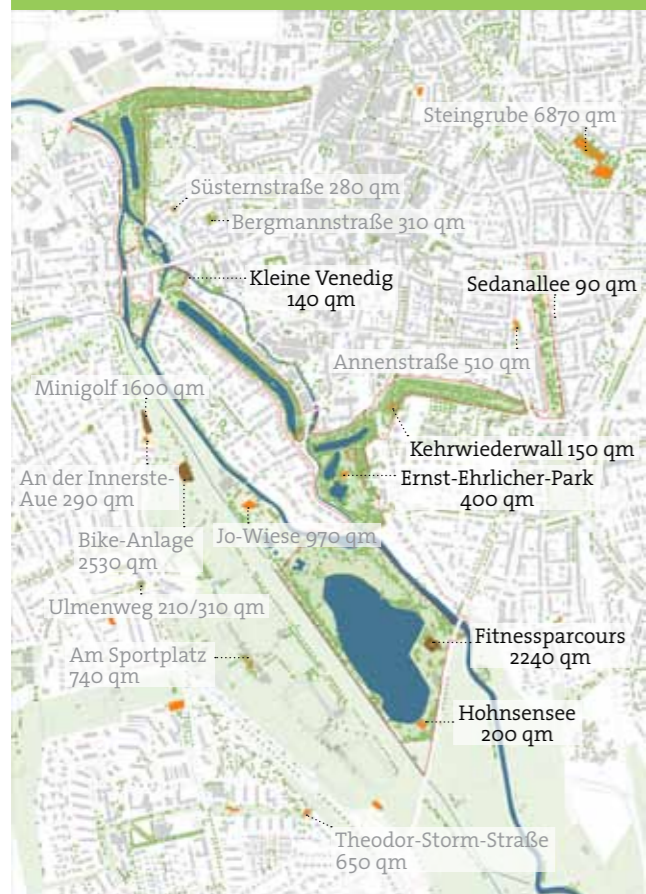 Steingrube 6870 qm
Süsternstraße 280 qm
Bergmannstraße 310 qm
Kleine Venedig
140 qm
Sedanallee 90 qm
Annenstraße 510 qm
Minigolf 1600 qm
Kehrwiederwall 150 qm
An der Innerste-
Aue 290 qm
Ernst-Ehrlicher-Park
400 qm
Bike-Anlage
2530 qm
Jo-Wiese 970 qm
Ulmenweg 210/310 qm
Fitnessparcours
2240 qm
Am Sportplatz
740 qm
Hohnsensee
200 qm
Theodor-Storm-Straße
650 qm